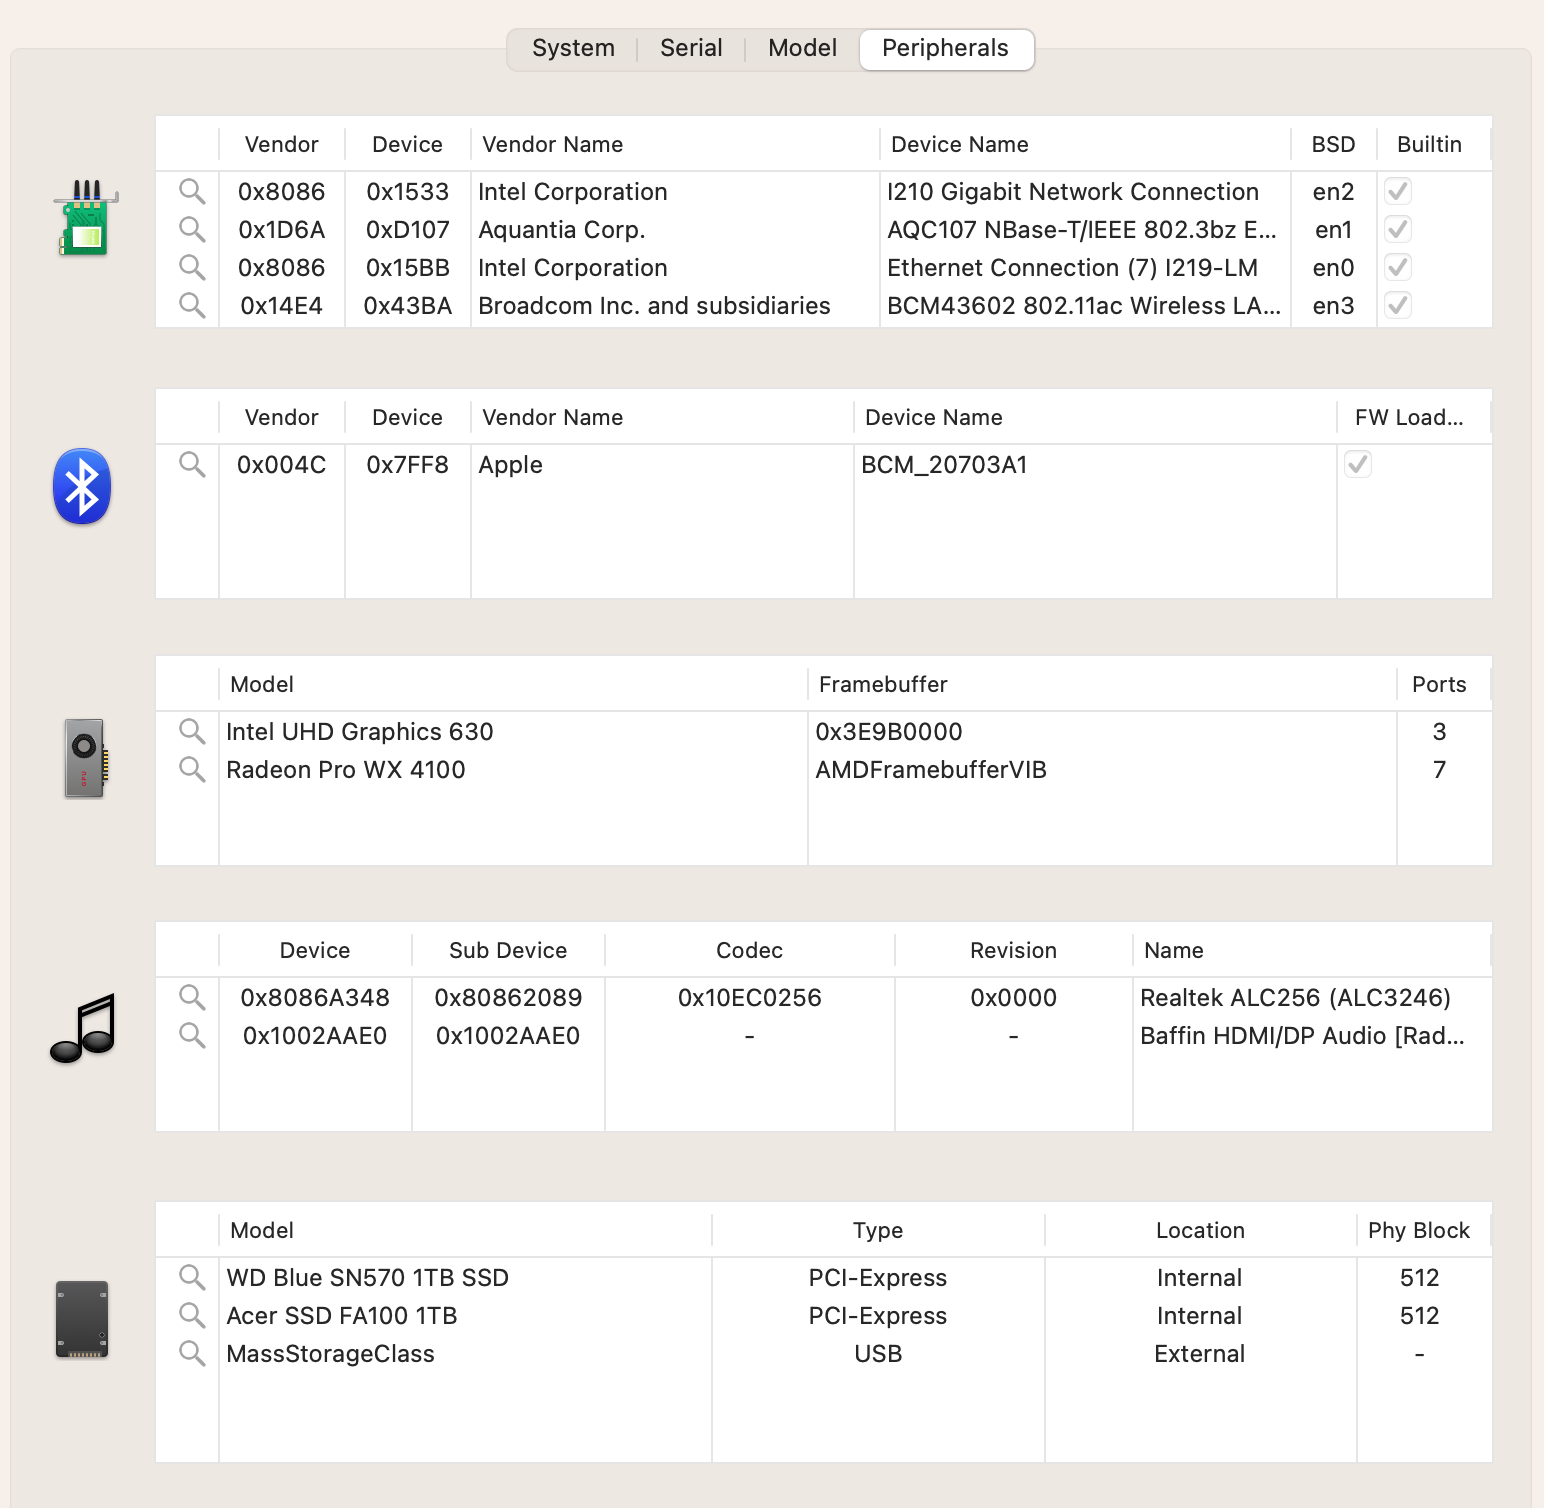 System Serial Model Peripherals
Vendor Device Vendor Name Device Name BSD Builtin
0x8086 0x1533 Intel Corporation I210 Gigabit Network Connection en2
0x1D6A 0xD107 Aquantia Corp. AQC107 NBase-T/IEEE 802.3bz E... en1
0x8086 0x15BB Intel Corporation Ethernet Connection (7) I219-LM en0
0x14E4 0x43BA Broadcom Inc. and subsidiaries BCM43602 802.11ac Wireless LA... en3
Vendor Device Vendor Name Device Name FW Load...
0x004C 0x7FF8 Apple BCM_20703A1
Model Framebuffer Ports
Intel UHD Graphics 630 0x3E9B0000 3
Radeon Pro WX 4100 AMDFramebufferVIB 7
GPU
Device Sub Device Codec Revision Name
0x8086A348 0x80862089 0x10EC0256 0x0000 Realtek ALC256 (ALC3246)
0x1002AAE0 0x1002AAE0 - - Baffin HDMI/DP Audio [Rad...
Model Type Location Phy Block
WD Blue SN570 1TB SSD PCI-Express Internal 512
Acer SSD FA100 1TB PCI-Express Internal 512
MassStorageClass USB External -